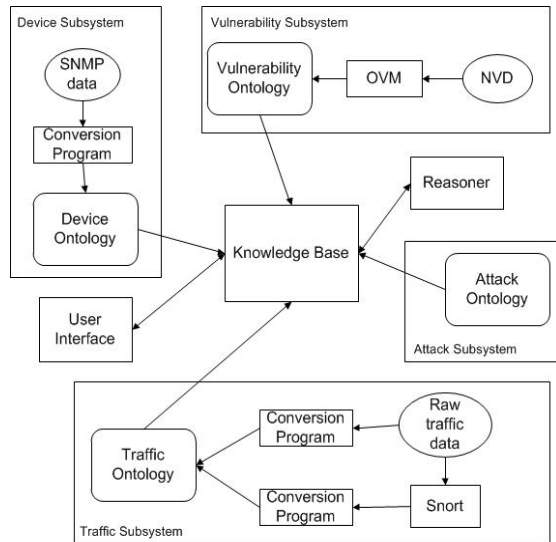 Device Subsystem
SNMP
data
Conversion
Program
Device
Ontology
Vulnerability Subsystem
Vulnerability
Ontology
OVM
NVD
Knowledge Base
Reasoner
User
Interface
Attack
Ontology
Attack Subsystem
Traffic
Ontology
Conversion
Program
Raw
traffic
data
Conversion
Program
Snort
Traffic Subsystem